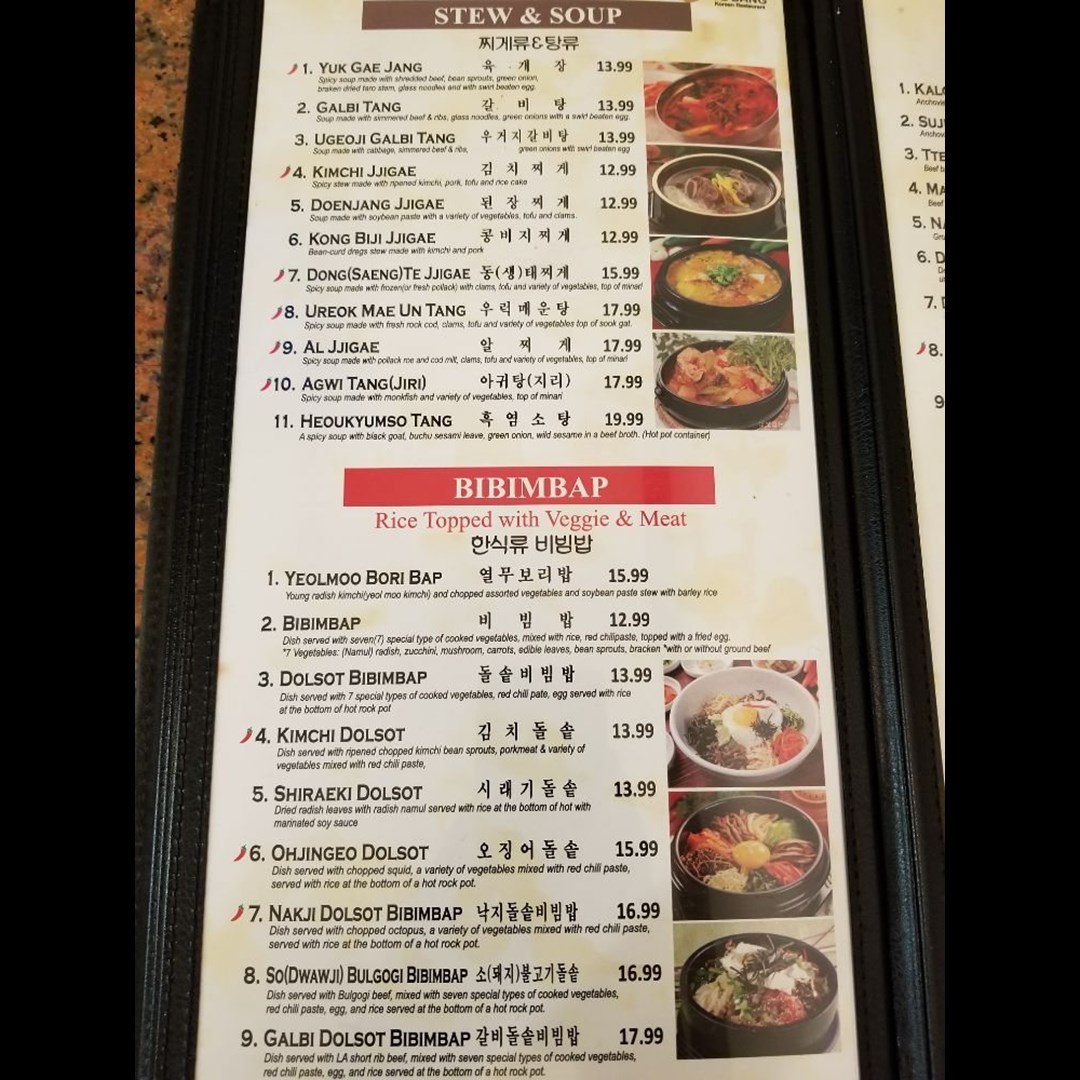 Korean Restaurant
STEW & SOUP
찌게류&탕류
1. YUK GAE JANG 육 개 장 13.99
Spicy soup made with shredded beef, bean sprouts, green onion,
braken dried taro stem, glass noodles and with swirl beaten egg.
2. GALBI TANG 갈 비 탕 13.99
Soup made with simmered beef & ribs, glass noodles, green onions with a swirl beaten egg.
3. UGEOJI GALBI TANG 우거지갈비탕 13.99
Soup made with cabbage, simmered beef & ribs, green onions with swirl beaten egg
4. KIMCHI JJIGAE 김 치 찌 게 12.99
Spicy stew made with ripened kimchi, pork, tofu and rice cake
5. DOENJANG JJIGAE 된 장 찌 게 12.99
Soup made with soybean paste with a variety of vegetables, tofu and clams.
6. KONG BIJI JJIGAE 콩비지찌게 12.99
Bean-curd dregs stew made with kimchi and pork
7. DONG(SAENG)TE JJIGAE 동(생)태찌게 15.99
Spicy soup made with frozen(or fresh pollack) with clams, tofu and variety of vegetables, top of minari
8. UREOK MAE UN TANG 우럭매운탕 17.99
Spicy soup made with fresh rock cod, clams, tofu and variety of vegetables top of sook gat.
9. AL JJIGAE 알 찌 게 17.99
Spicy soup made with pollack roe and cod milt, clams, tofu and variety of vegetables, top of minari
10. AGWI TANG(JIRI) 아귀탕(지리) 17.99
Spicy soup made with monkfish and variety of vegetables, top of minari
11. HEOUKYUMSO TANG 흑 염 소 탕 19.99
A spicy soup with black goat, buchu sesami leave, green onion, wild sesame in a beef broth. (Hot pot container)
BIBIMBAP
Rice Topped with Veggie & Meat
한식류 비빔밥
1. YEOLMOO BORI BAP 열무보리밥 15.99
Young radish kimchi(yeol moo kimchi) and chopped assorted vegetables and soybean paste stew with barley rice
2. BIBIMBAP 비 빔 밥 12.99
Dish served with seven(7) special type of cooked vegetables, mixed with rice, red chilipaste, topped with a fried egg.
*7 Vegetables: (Namul) radish, zucchini, mushroom, carrots, edible leaves, bean sprouts, bracken *with or without ground beef
3. DOLSOT BIBIMBAP 돌솥비빔밥 13.99
Dish served with 7 special types of cooked vegetables, red chili pate, egg served with rice
at the bottom of hot rock pot
4. KIMCHI DOLSOT 김 치 돌 솥 13.99
Dish served with ripened chopped kimchi bean sprouts, porkmeat & variety of
vegetables mixed with red chili paste,
5. SHIRAEKI DOLSOT 시래기돌솥 13.99
Dried radish leaves with radish namul served with rice at the bottom of hot with
marinated soy sauce
6. OHJINGEO DOLSOT 오징어돌솥 15.99
Dish served with chopped squid, a variety of vegetables mixed with red chili paste,
served with rice at the bottom of a hot rock pot.
7. NAKJI DOLSOT BIBIMBAP 낙지돌솥비빔밥 16.99
Dish served with chopped octopus, a variety of vegetables mixed with red chili paste,
served with rice at the bottom of a hot rock pot.
8. SO(DWAWJI) BULGOGI BIBIMBAP 소(돼지)불고기돌솥 16.99
Dish served with Bulgogi beef, mixed with seven special types of cooked vegetables,
red chili paste, egg, and rice served at the bottom of a hot rock pot.
9. GALBI DOLSOT BIBIMBAP 갈비돌솥비빔밥 17.99
Dish served with LA short rib beef, mixed with seven special types of cooked vegetables,
red chili paste, egg, and rice served at the bottom of a hot rock pot.
1.
2.
3.
4.
5.
6.
7.
8.
9